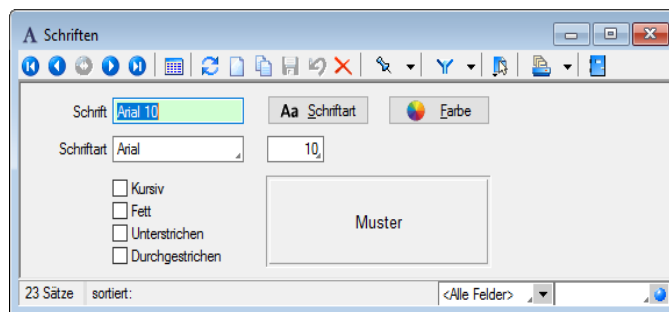 Schriften
Schrift Arial 10 Aa Schriftart Farbe
Schriftart Arial 10
Kursiv
Fett
Unterstrichen
Durchgestrichen
Muster
23 Sätze sortiert: <Alle Felder>